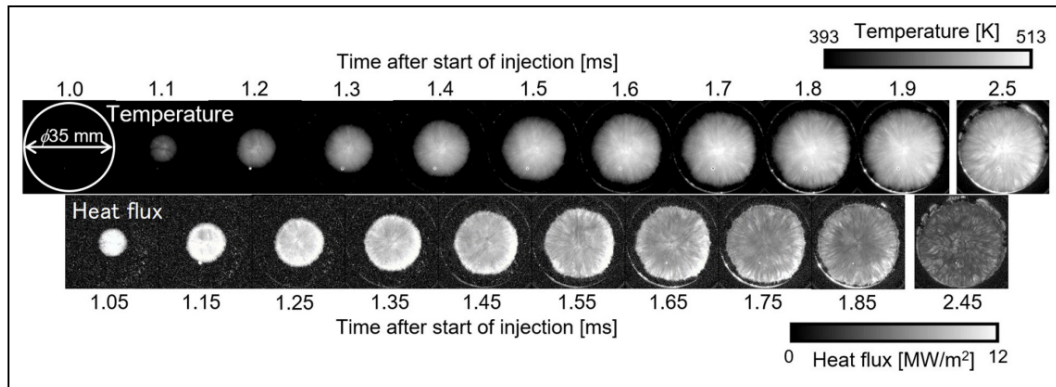 Temperature [K]
393 513
Time after start of injection [ms]
1.0 1.1 1.2 1.3 1.4 1.5 1.6 1.7 1.8 1.9 2.5
Temperature
ϕ35 mm
Heat flux
1.05 1.15 1.25 1.35 1.45 1.55 1.65 1.75 1.85 2.45
Time after start of injection [ms]
0 Heat flux [MW/m²] 12